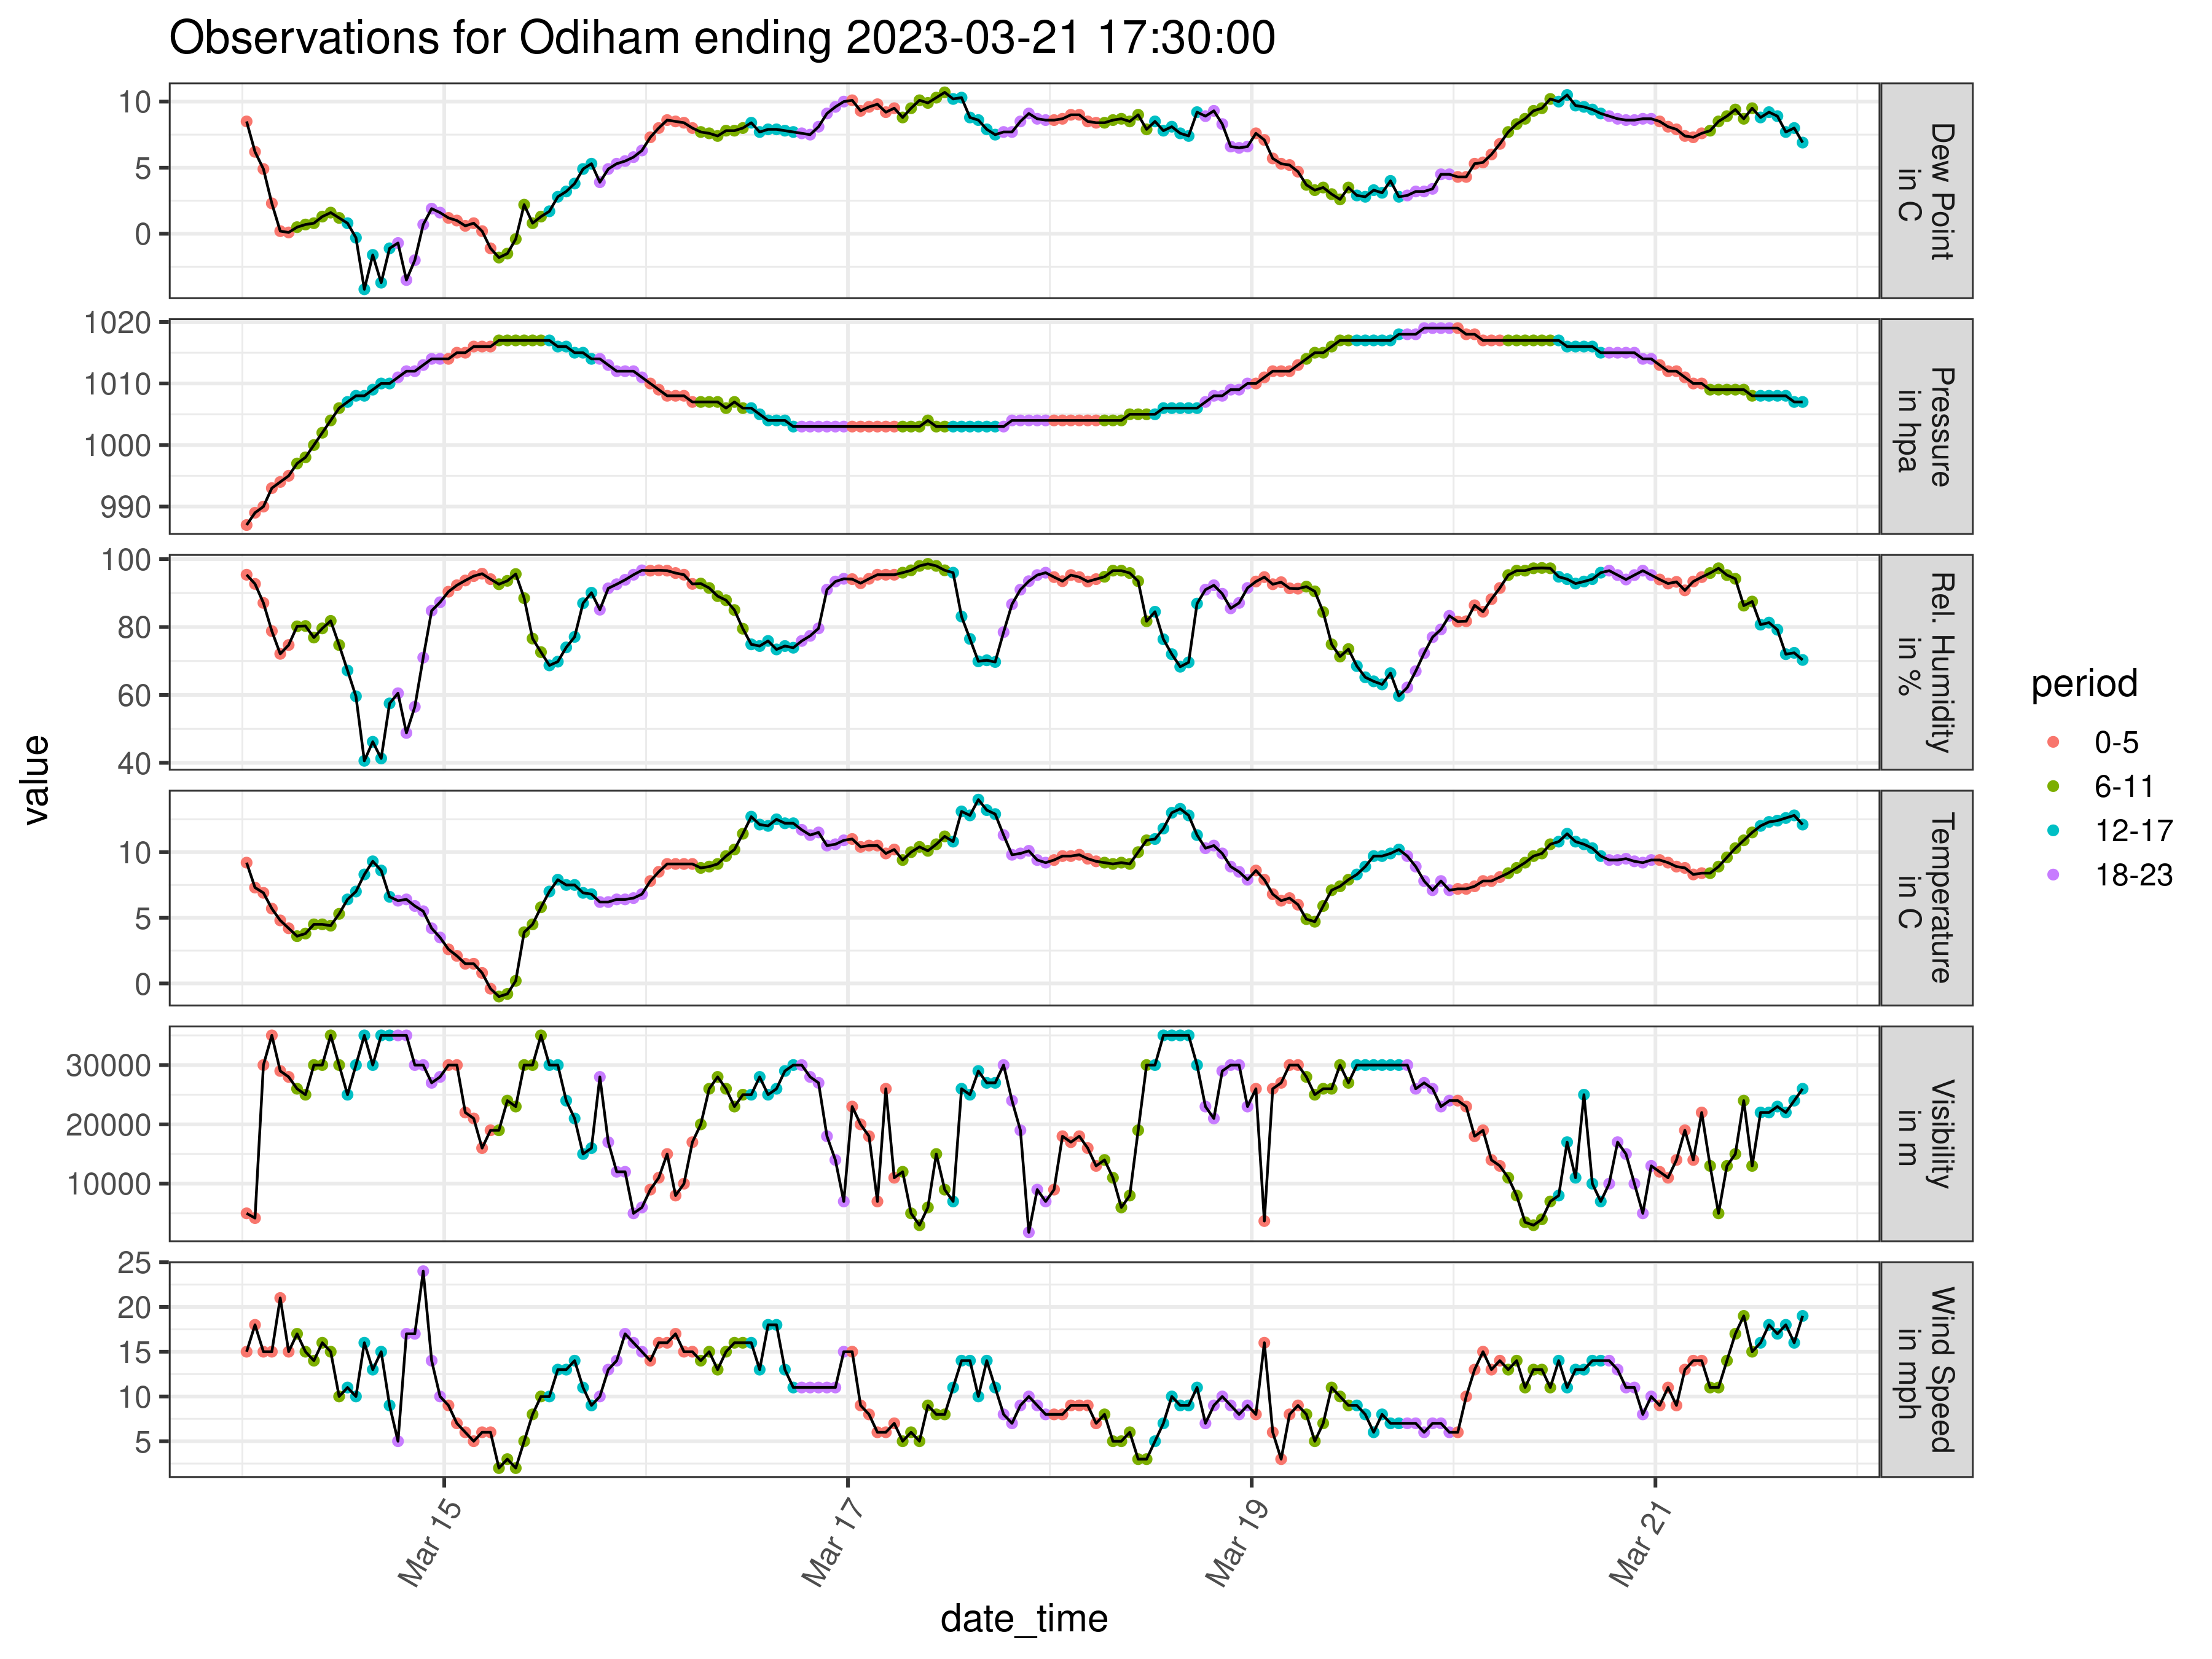 Observations for Odiham ending 2023-03-21 17:30:00
10
5
0
Dew Point
in C
1020
1010
1000
990
Pressure
in hpa
100
80
60
40
Rel. Humidity
in %
10
5
0
Temperature
in C
30000
20000
10000
Visibility
in m
25
20
15
10
5
Wind Speed
in mph
value
Mar 15
Mar 17
Mar 19
Mar 21
date_time
period
0-5
6-11
12-17
18-23